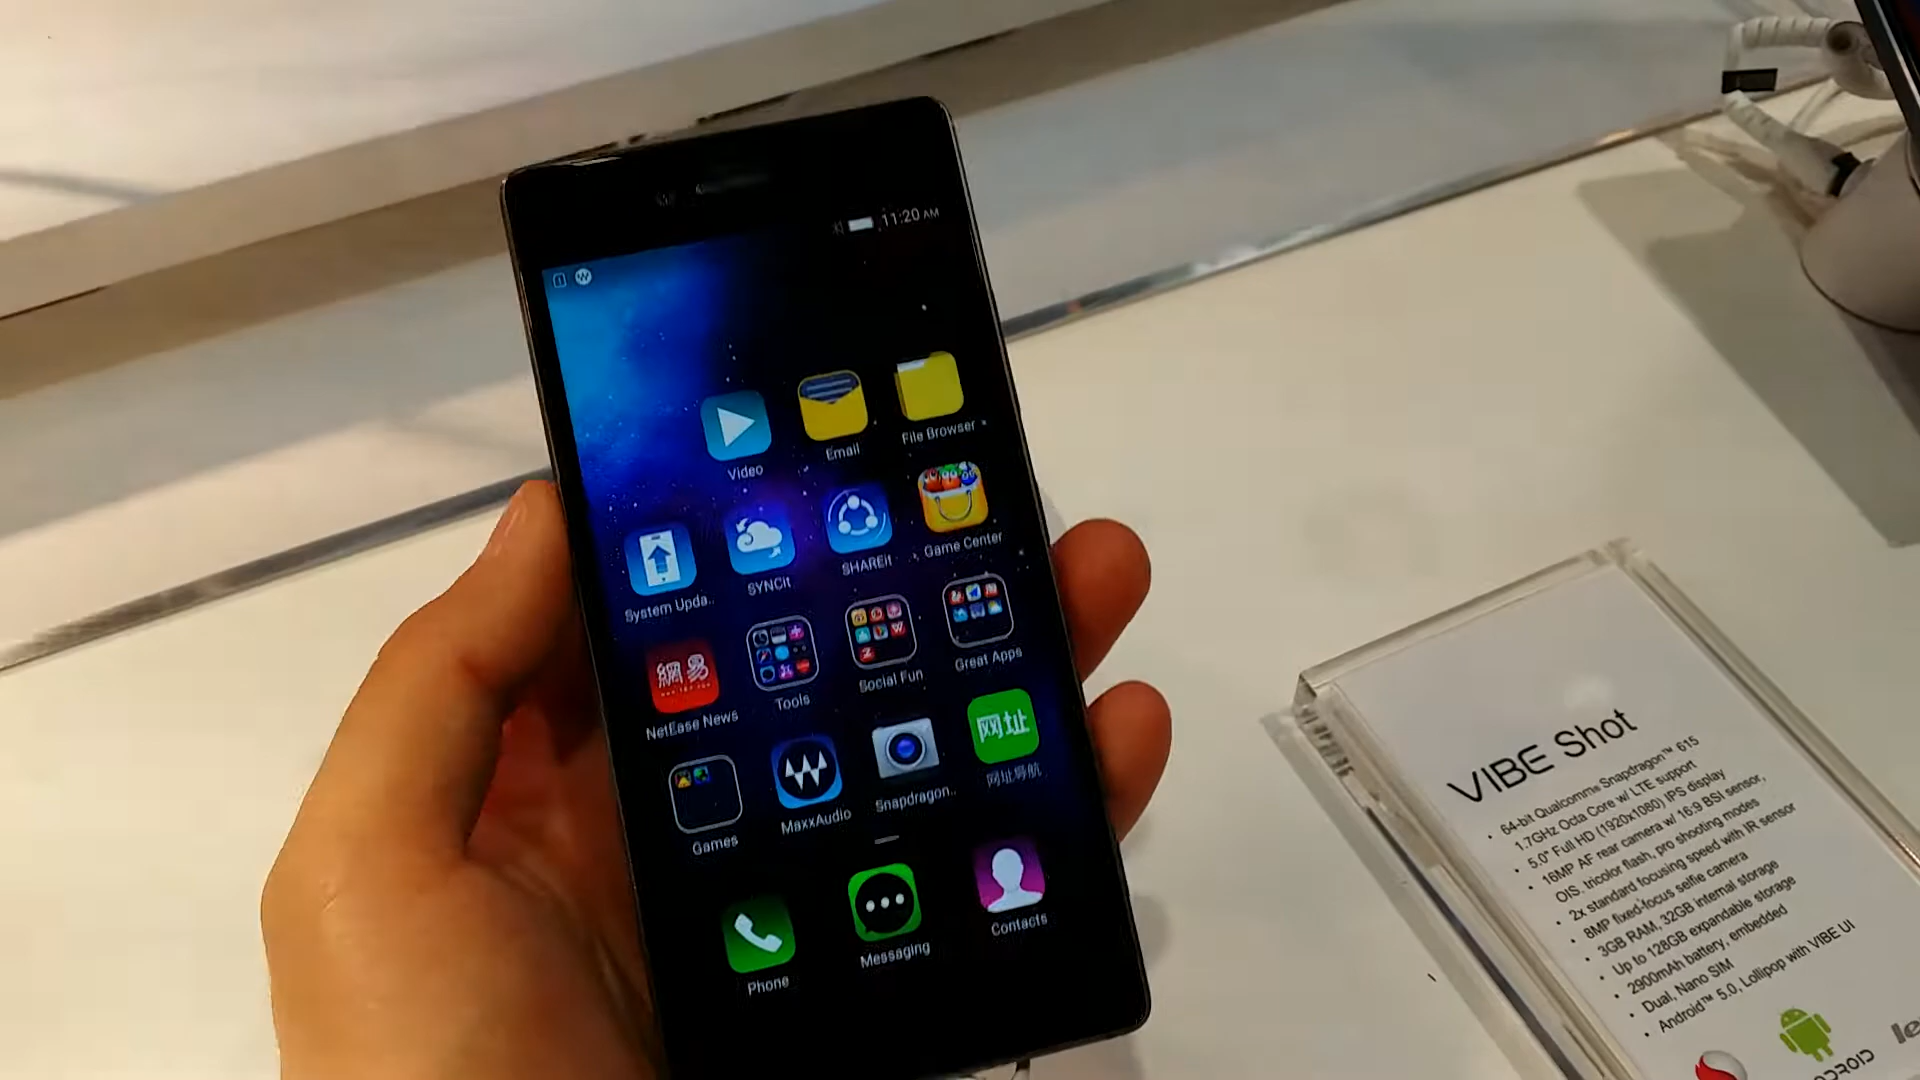 11:20 AM
Video
Email
File Browser
System Upda..
SYNCit
SHAREit
Game Center
網易
NetEase News
Tools
Social Fun
Great Apps
网址
Games
MaxxAudio
Snapdragon..
网址导航
Phone
Messaging
Contacts
VIBE Shot
• 64-bit Qualcomm® Snapdragon™ 615
1.7GHz Octa Core w/ LTE support
• 5.0" Full HD (1920x1080) IPS display
• 16MP AF rear camera w/ 16:9 BSI sensor,
OIS, tricolor flash, pro shooting modes
• 2x standard focusing speed with IR sensor
• 8MP fixed-focus selfie camera
• 3GB RAM, 32GB internal storage
• Up to 128GB expandable storage
• 2900mAh battery, embedded
• Dual, Nano SIM
• Android™ 5.0, Lollipop with VIBE UI